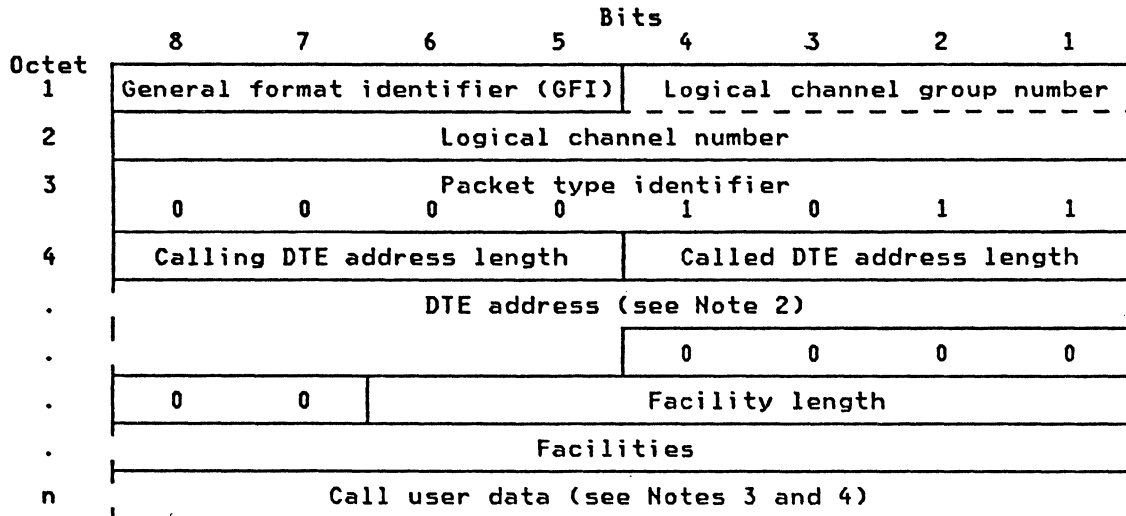 Bits
8 7 6 5 4 3 2 1
Octet
1 General format identifier (GFI) Logical channel group number
2 Logical channel number
3 Packet type identifier
0 0 0 0 1 0 1 1
4 Calling DTE address length Called DTE address length
. DTE address (see Note 2)
. 0 0 0 0
. 0 0 Facility length
. Facilities
n Call user data (see Notes 3 and 4)